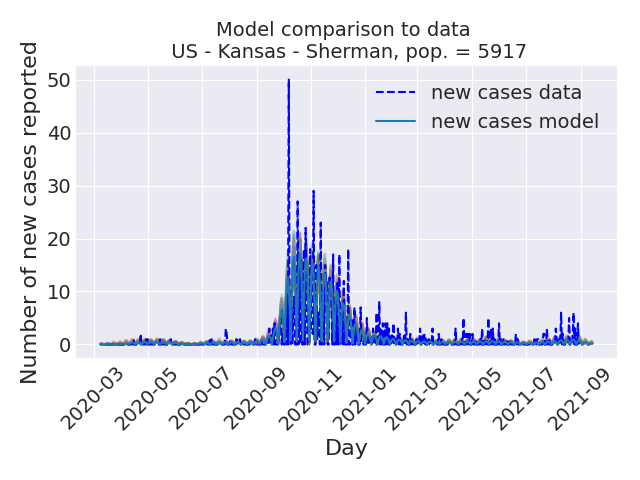 Model comparison to data
US - Kansas - Sherman, pop. = 5917
Number of new cases reported
50
40
30
20
10
0
new cases data
new cases model
2020-03
2020-05
2020-07
2020-09
2020-11
2021-01
2021-03
2021-05
2021-07
2021-09
Day